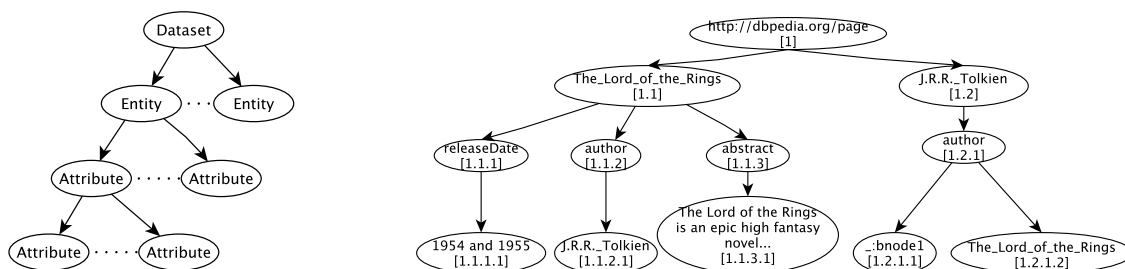 Dataset
Entity
. . .
Entity
Attribute
. . . . .
Attribute
Attribute
. . . . .
Attribute
http://dbpedia.org/page
[1]
The_Lord_of_the_Rings
[1.1]
J.R.R._Tolkien
[1.2]
releaseDate
[1.1.1]
author
[1.1.2]
abstract
[1.1.3]
author
[1.2.1]
1954 and 1955
[1.1.1.1]
J.R.R._Tolkien
[1.1.2.1]
The Lord of the Rings
is an epic high fantasy
novel...
[1.1.3.1]
_:bnode1
[1.2.1.1]
The_Lord_of_the_Rings
[1.2.1.2]